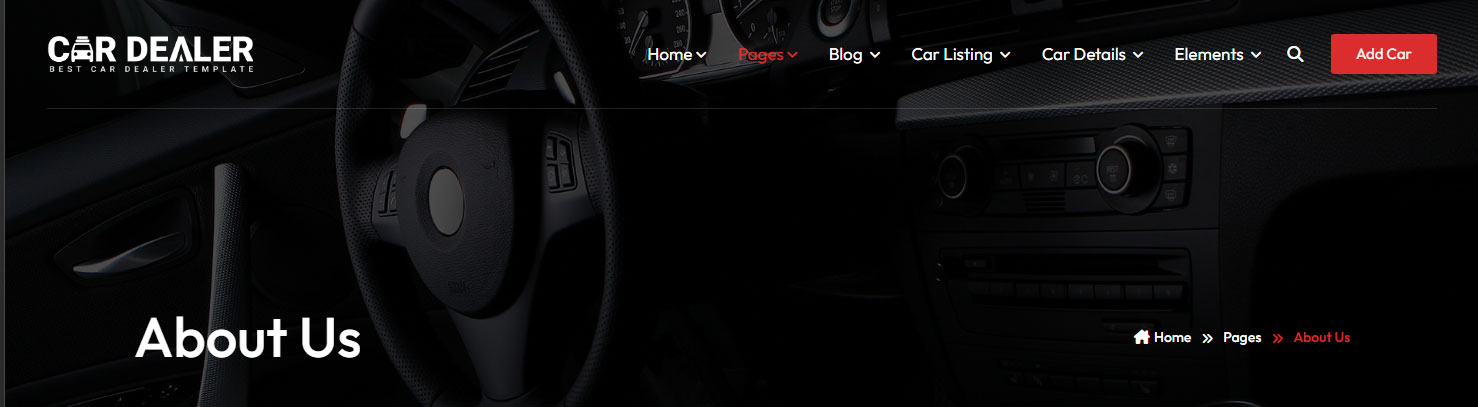 CAR DEALER
BEST CAR DEALER TEMPLATE
Home Pages Blog Car Listing Car Details Elements Add Car
About Us
Home » Pages » About Us